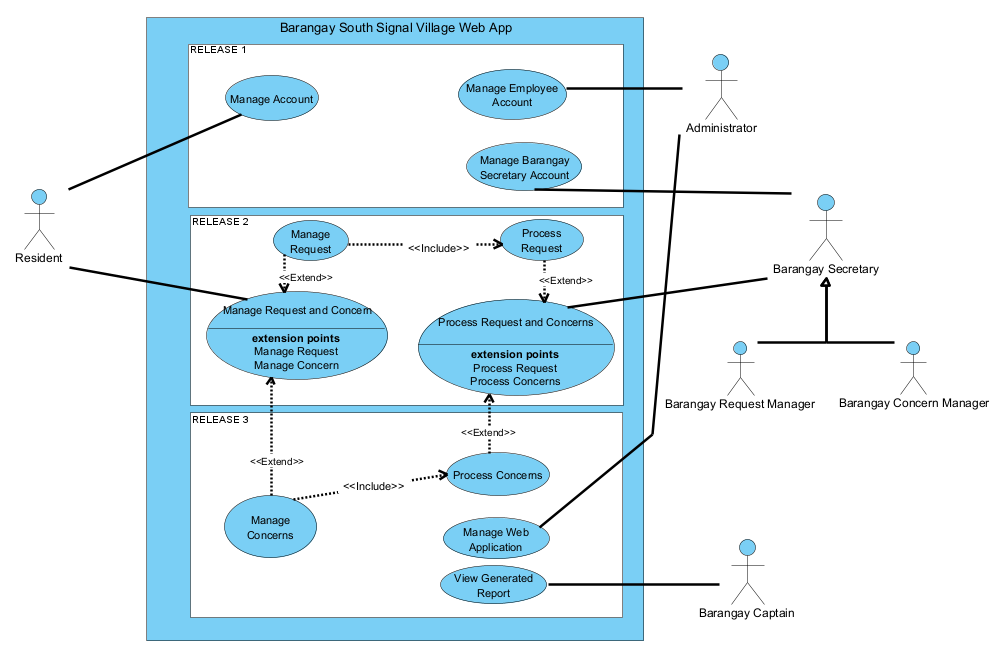 Barangay South Signal Village Web App
RELEASE 1
Manage Account
Manage Employee
Account
Manage Barangay
Secretary Account
Administrator
Resident
Barangay Secretary
RELEASE 2
Manage
Request
<<Include>>
Process
Request
<<Extend>>
<<Extend>>
Manage Request and Concern
extension points
Manage Request
Manage Concern
Process Request and Concerns
extension points
Process Request
Process Concerns
Barangay Request Manager
Barangay Concern Manager
RELEASE 3
<<Extend>>
<<Extend>>
<<Include>>
Process Concerns
Manage
Concerns
Manage Web
Application
View Generated
Report
Barangay Captain